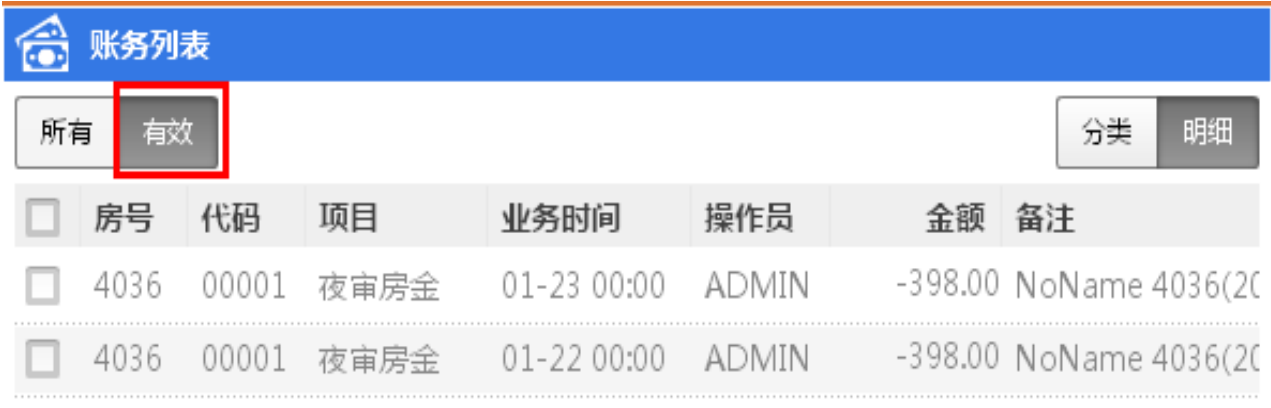 账务列表
所有 有效 分类 明细
房号 代码 项目 业务时间 操作员 金额 备注
4036 00001 夜审房金 01-23 00:00 ADMIN -398.00 NoName 4036(20
4036 00001 夜审房金 01-22 00:00 ADMIN -398.00 NoName 4036(20